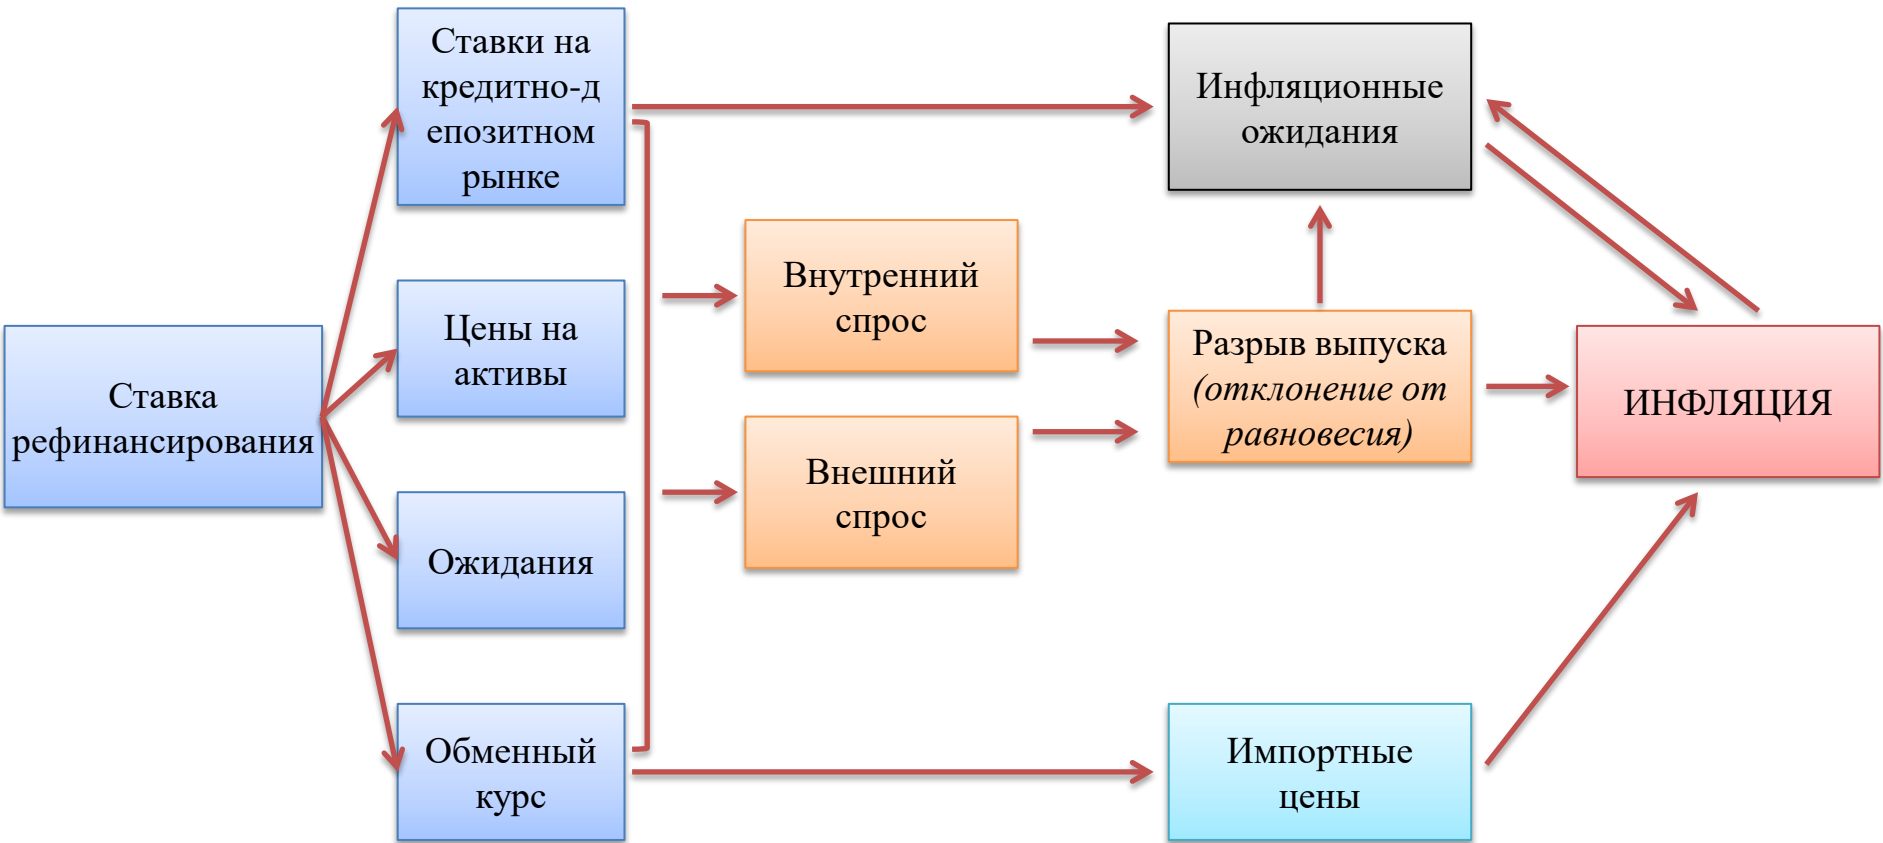 Ставки на
кредитно-д
епозитном
рынке
Инфляционные
ожидания
Внутренний
спрос
Цены на
активы
Разрыв выпуска
(отклонение от
равновесия)
Ставка
рефинансирования
ИНФЛЯЦИЯ
Внешний
спрос
Ожидания
Обменный
курс
Импортные
цены